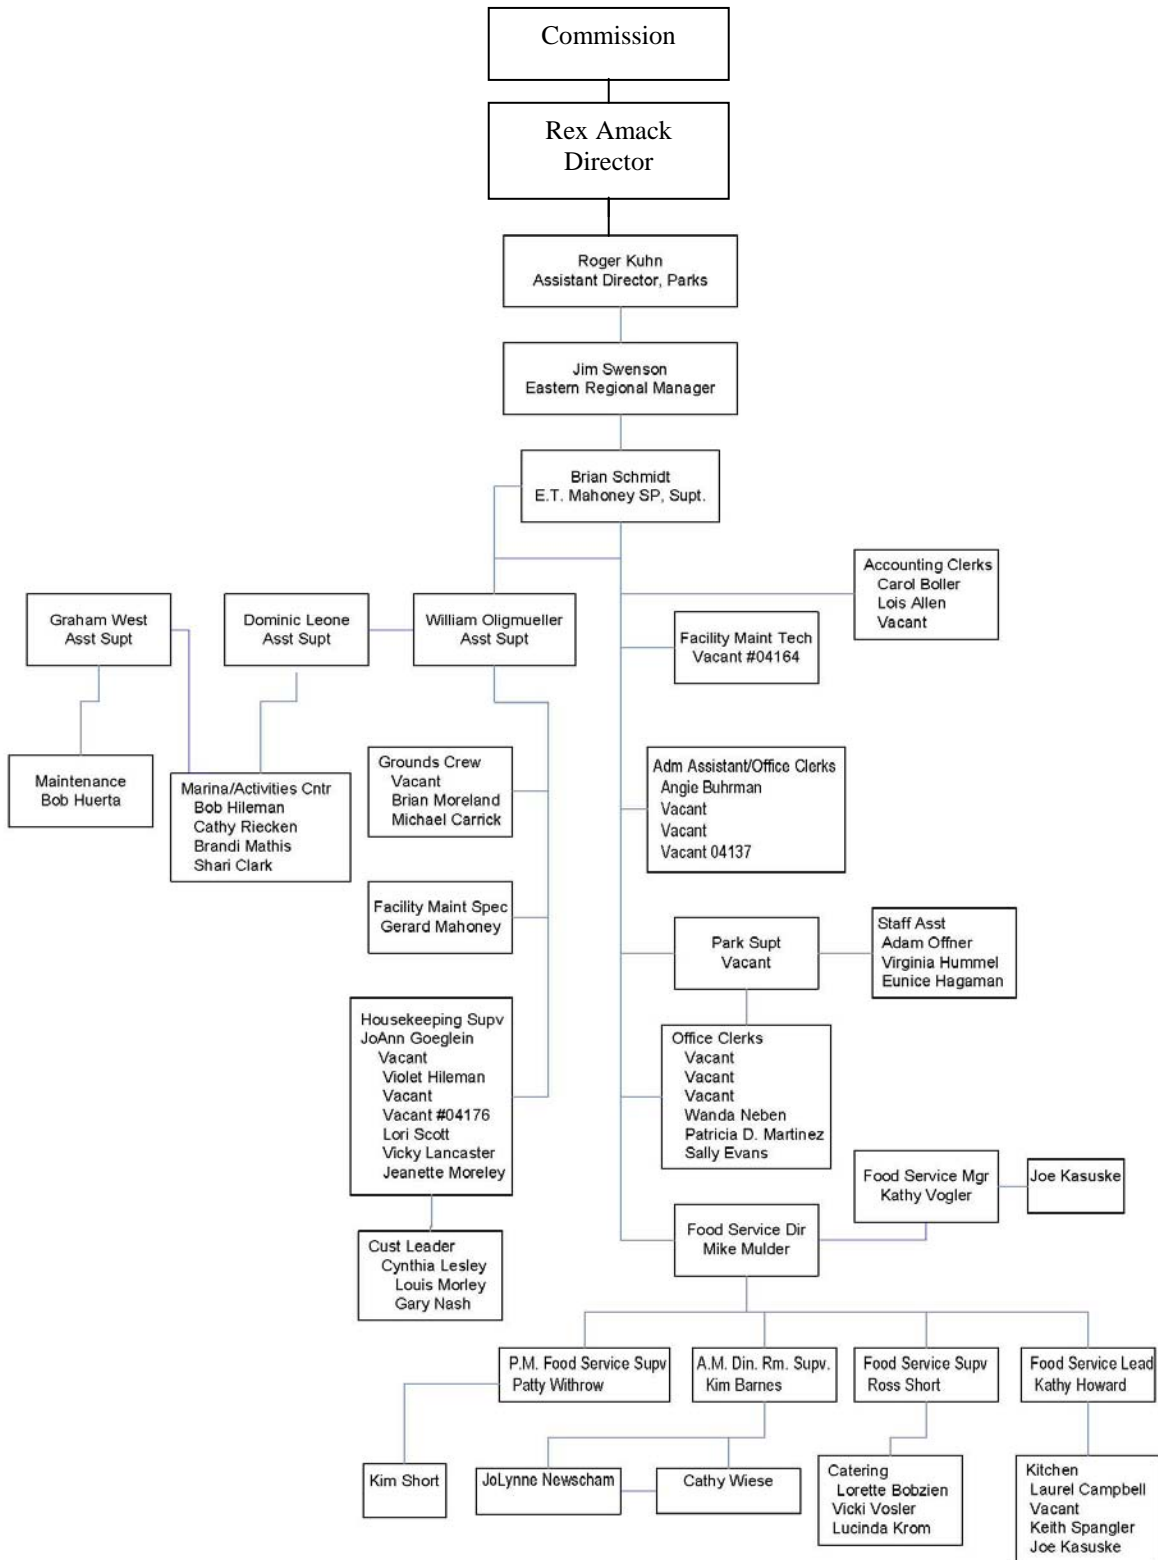 Commission
Rex Amack
Director
Roger Kuhn
Assistant Director, Parks
Jim Swenson
Eastern Regional Manager
Brian Schmidt
E.T. Mahoney SP, Supt.
Accounting Clerks
Carol Boller
Lois Allen
Vacant
Graham West
Asst Supt
Dominic Leone
Asst Supt
William Oligmueller
Asst Supt
Facility Maint Tech
Vacant #04164
Maintenance
Bob Huerta
Marina/Activities Cntr
Bob Hileman
Cathy Riecken
Brandi Mathis
Shari Clark
Grounds Crew
Vacant
Brian Moreland
Michael Carrick
Adm Assistant/Office Clerks
Angie Buhrman
Vacant
Vacant
Vacant 04137
Facility Maint Spec
Gerard Mahoney
Park Supt
Vacant
Staff Asst
Adam Offner
Virginia Hummel
Eunice Hagaman
Housekeeping Supv
JoAnn Goeglein
Vacant
Violet Hileman
Vacant
Vacant #04176
Lori Scott
Vicky Lancaster
Jeanette Moreley
Office Clerks
Vacant
Vacant
Vacant
Wanda Neben
Patricia D. Martinez
Sally Evans
Food Service Mgr
Kathy Vogler
Joe Kasuske
Food Service Dir
Mike Mulder
Cust Leader
Cynthia Lesley
Louis Morley
Gary Nash
P.M. Food Service Supv
Patty Withrow
A.M. Din. Rm. Supv.
Kim Barnes
Food Service Supv
Ross Short
Food Service Lead
Kathy Howard
Kim Short
JoLynne Newscham
Cathy Wiese
Catering
Lorette Bobzien
Vicki Vosler
Lucinda Krom
Kitchen
Laurel Campbell
Vacant
Keith Spangler
Joe Kasuske